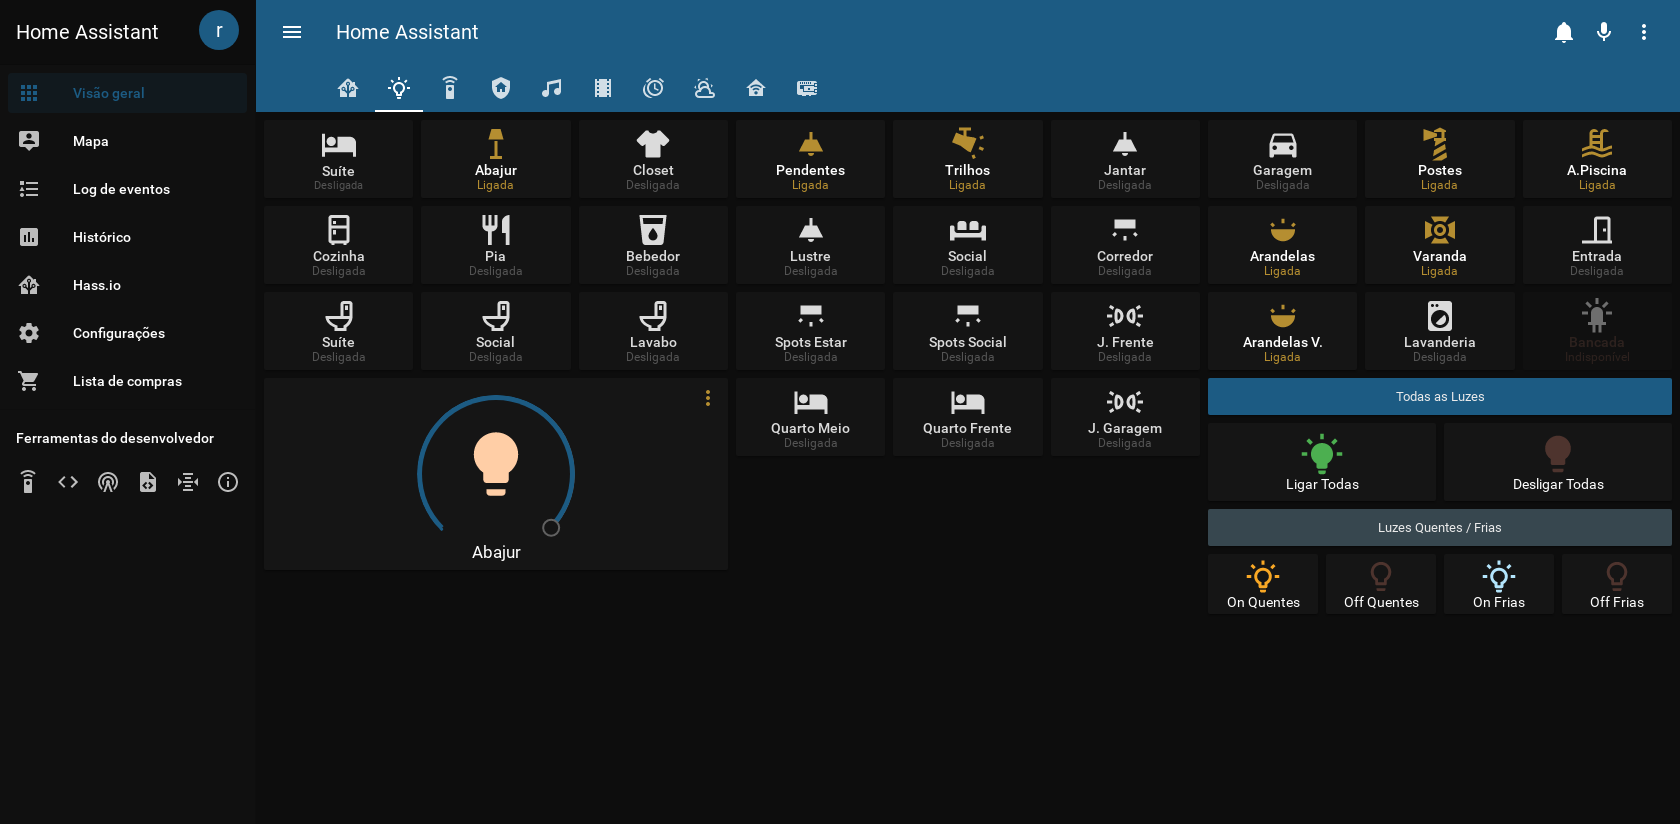 Home Assistant
r
Visão geral
Mapa
Log de eventos
Histórico
Hass.io
Configurações
Lista de compras
Ferramentas do desenvolvedor
Home Assistant
Suíte
Desligada
Abajur
Ligada
Closet
Desligada
Pendentes
Ligada
Trilhos
Ligada
Jantar
Desligada
Garagem
Desligada
Postes
Ligada
A.Piscina
Ligada
Cozinha
Desligada
Pia
Desligada
Bebedor
Desligada
Lustre
Desligada
Social
Desligada
Corredor
Desligada
Arandelas
Ligada
Varanda
Ligada
Entrada
Desligada
Suíte
Desligada
Social
Desligada
Lavabo
Desligada
Spots Estar
Desligada
Spots Social
Desligada
J. Frente
Desligada
Arandelas V.
Ligada
Lavanderia
Desligada
Bancada
Indisponível
Abajur
Quarto Meio
Desligada
Quarto Frente
Desligada
J. Garagem
Desligada
Todas as Luzes
Ligar Todas
Desligar Todas
Luzes Quentes / Frias
On Quentes
Off Quentes
On Frias
Off Frias